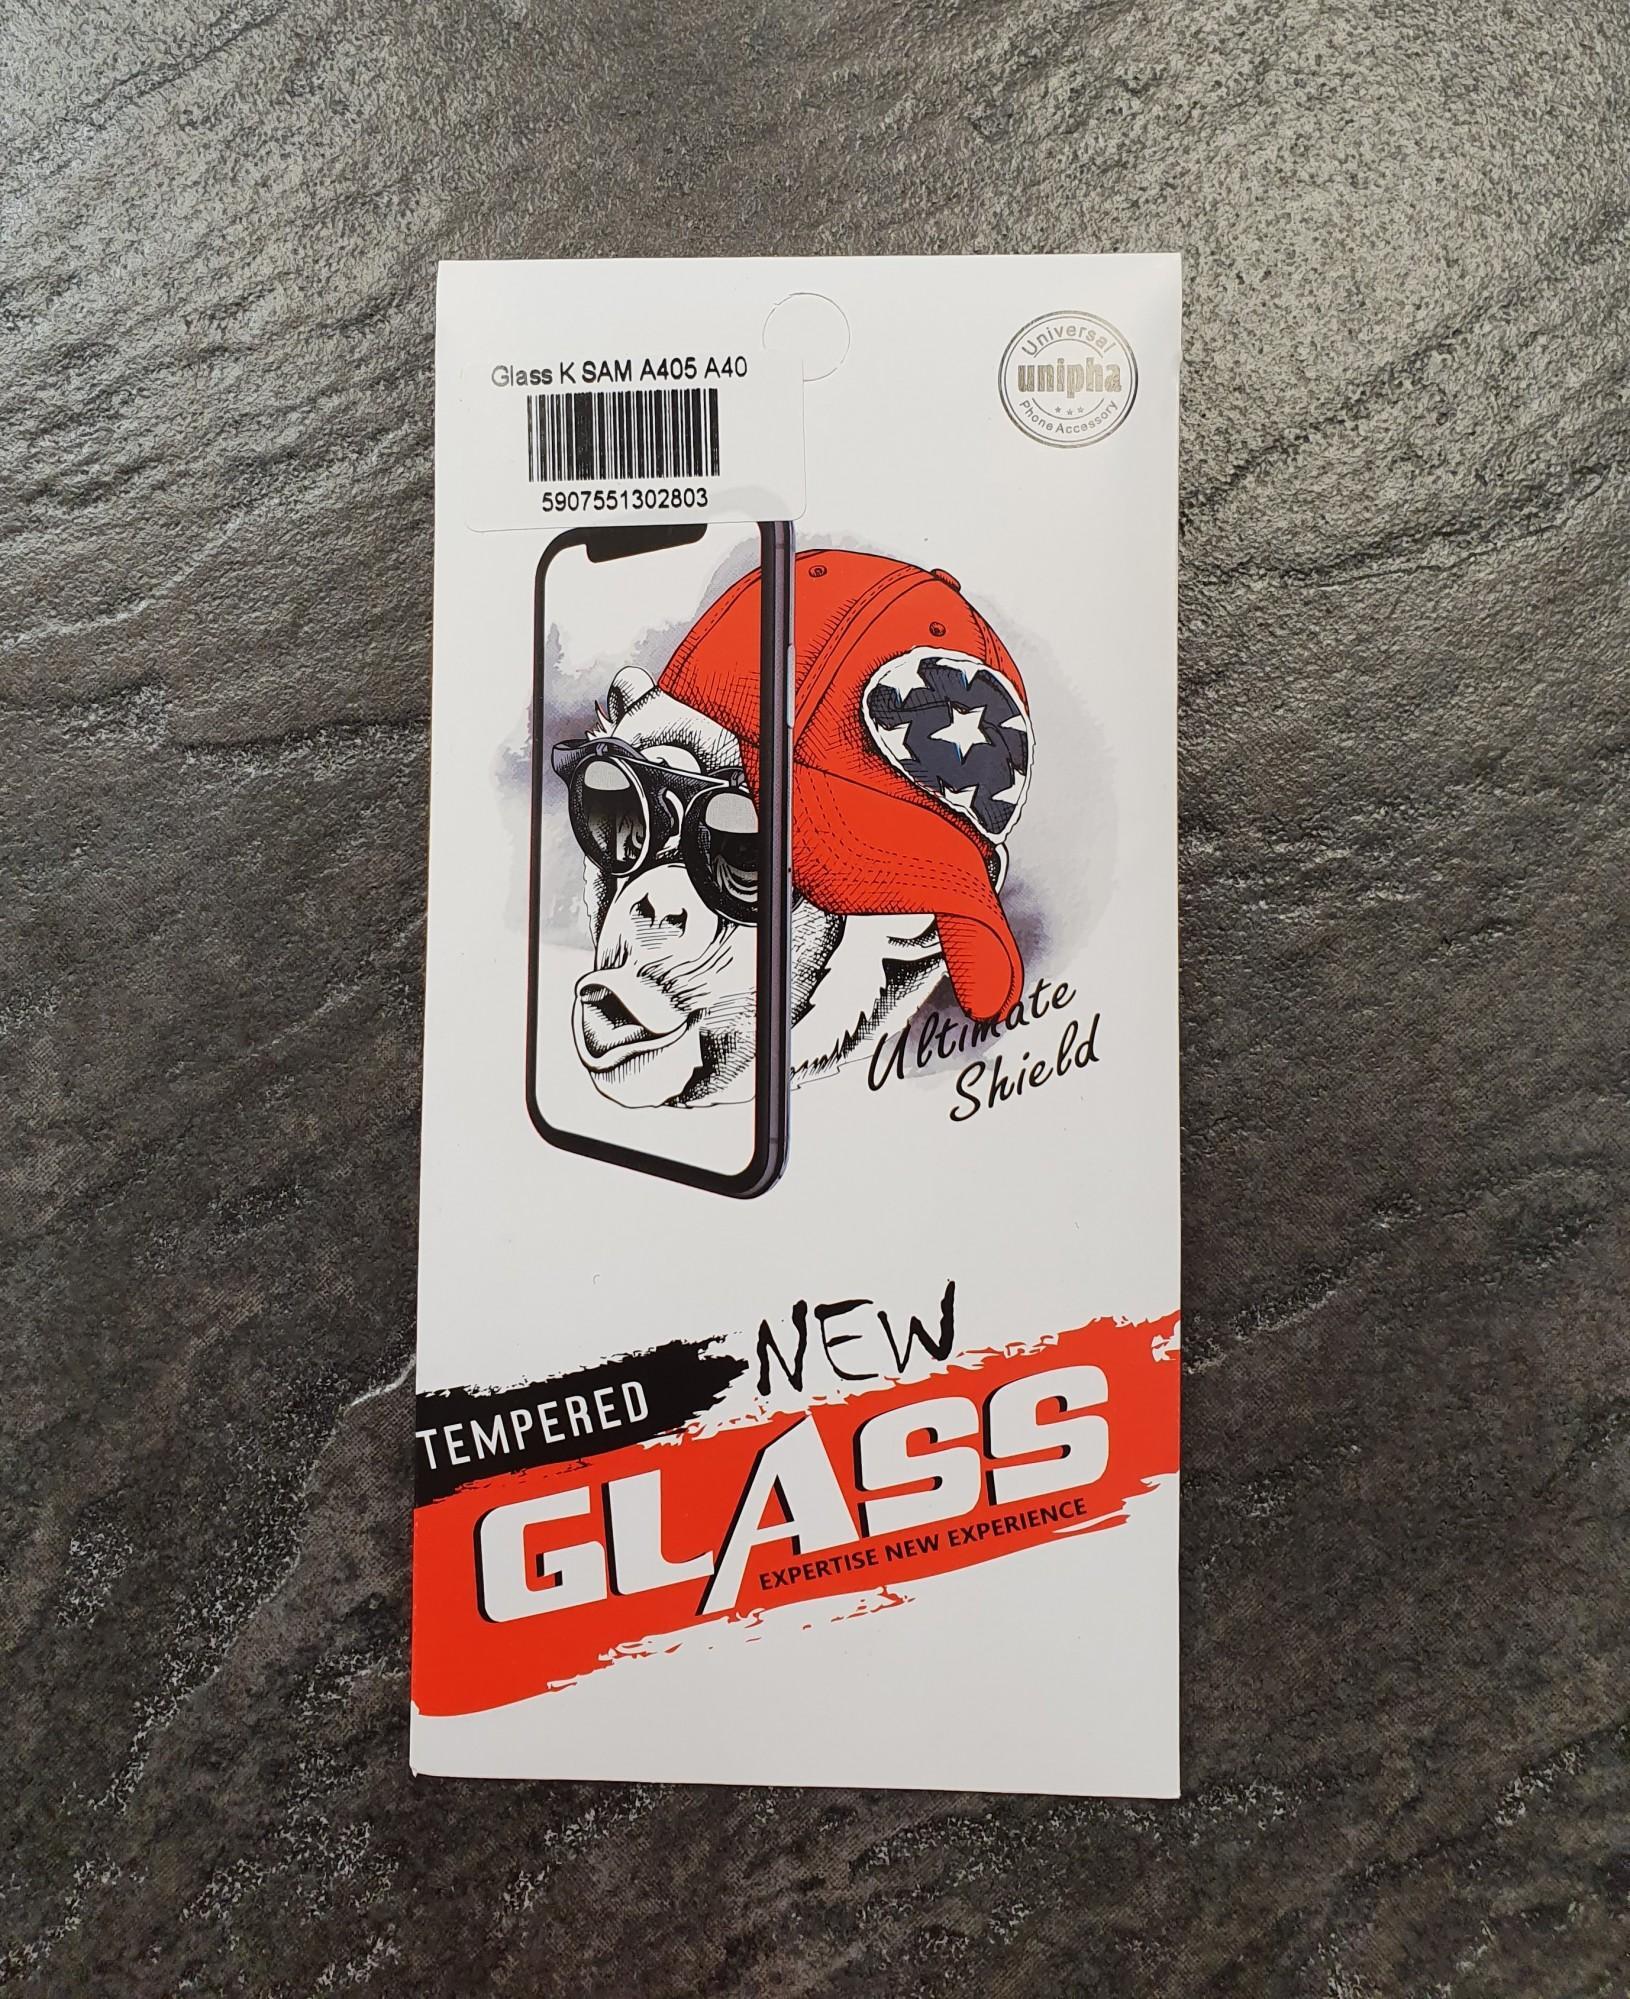 Glass K SAM A405 A40
5907551302803
Universal
unipha
Phone Accessory
Ultimate
Shield
NEW
TEMPERED
GLASS
EXPERTISE NEW EXPERIENCE